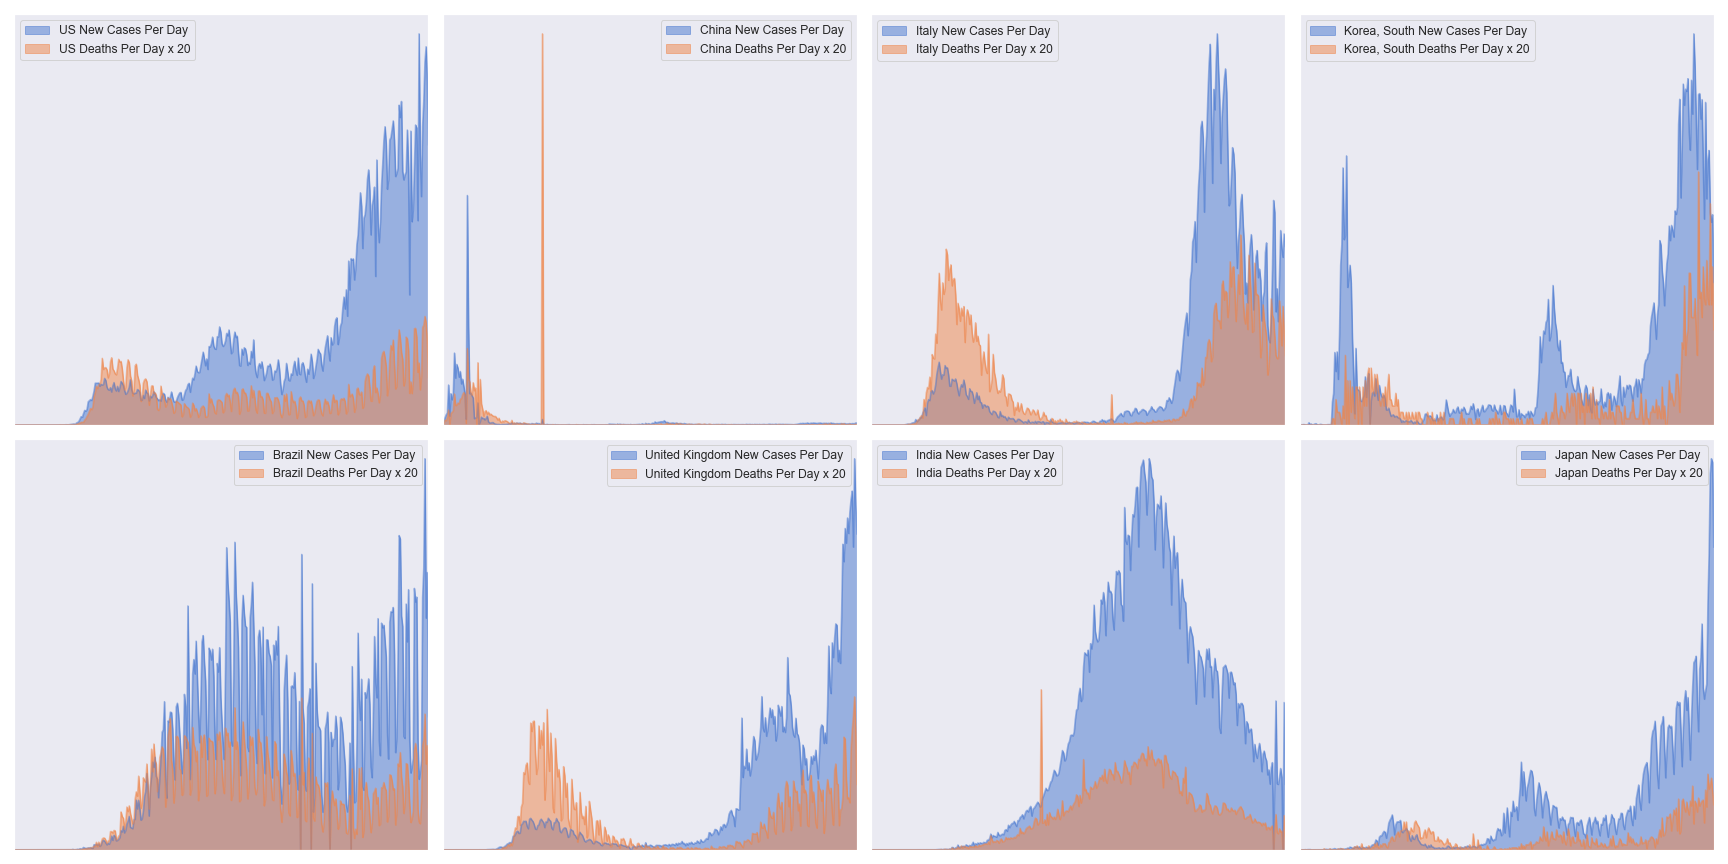 US New Cases Per Day
US Deaths Per Day x 20
China New Cases Per Day
China Deaths Per Day x 20
Italy New Cases Per Day
Italy Deaths Per Day x 20
Korea, South New Cases Per Day
Korea, South Deaths Per Day x 20
Brazil New Cases Per Day
Brazil Deaths Per Day x 20
United Kingdom New Cases Per Day
United Kingdom Deaths Per Day x 20
India New Cases Per Day
India Deaths Per Day x 20
Japan New Cases Per Day
Japan Deaths Per Day x 20